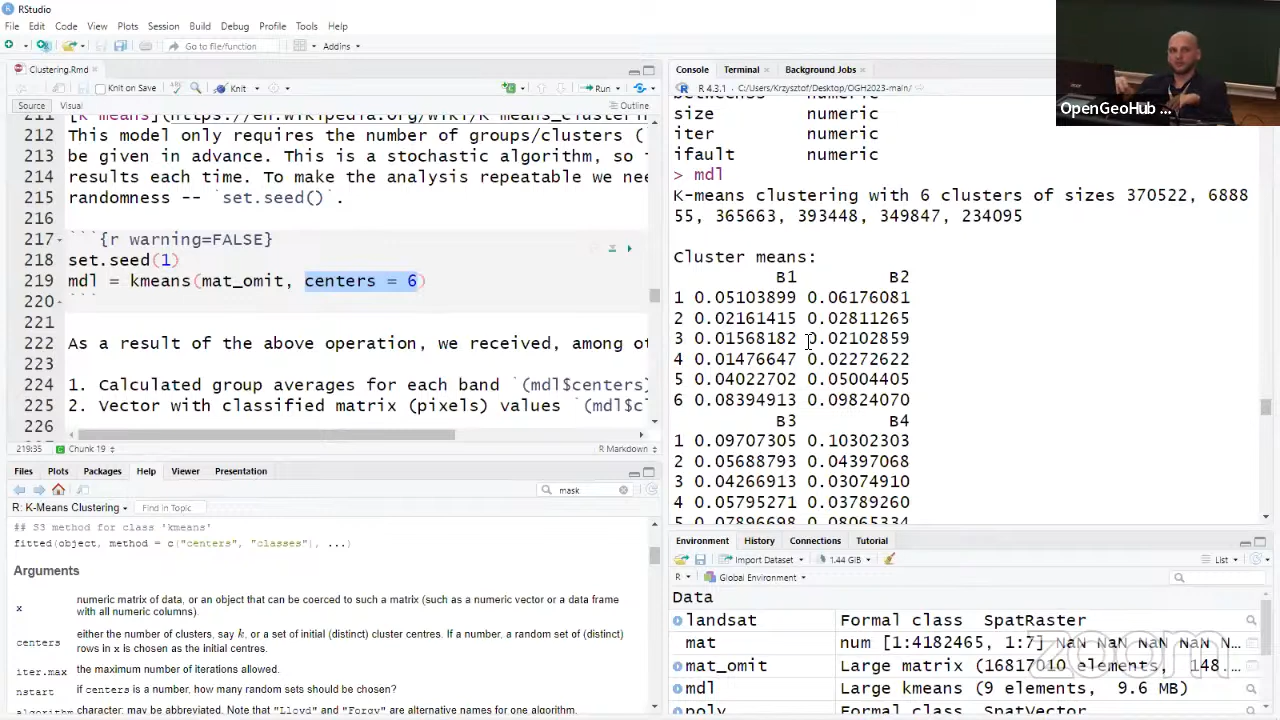 RStudio
File Edit Code View Plots Session Build Debug Profile Tools Help
Go to file/function
Addins
Clustering.Rmd
Knit on Save
Knit
Run
Source Visual
Outline
212 This model only requires the number of groups/clusters (
213 be given in advance. This is a stochastic algorithm, so
214 results each time. To make the analysis repeatable we nee
215 randomness -- `set.seed()`.
216
217 ```{r warning=FALSE}
218 set.seed(1)
219 mdl = kmeans(mat_omit, centers = 6)
220 ```
221
222 As a result of the above operation, we received, among o
223
224 1. Calculated group averages for each band `(mdl$centers)
225 2. Vector with classified matrix (pixels) values `(mdl$c
226
219:35 Chunk 19
R Markdown
Files Plots Packages Help Viewer Presentation
mask
R: K-Means Clustering
Find in Topic
## S3 method for class 'kmeans'
fitted(object, method = c("centers", "classes"), ...)
Arguments
x numeric matrix of data, or an object that can be coerced to such a matrix (such as a numeric vector or a data frame
with all numeric columns).
centers either the number of clusters, say k, or a set of initial (distinct) cluster centres. If a number, a random set of (distinct)
rows in x is chosen as the initial centres.
iter.max the maximum number of iterations allowed.
nstart if centers is a number, how many random sets should be chosen?
algorithm character: may be abbreviated. Note that "Lloyd" and "Forgy" are alternative names for one algorithm.
Console Terminal Background Jobs
R 4.3.1 · C:/Users/Krzysztof/Desktop/OGH2023-main/
size numeric
iter numeric
ifault numeric
> mdl
K-means clustering with 6 clusters of sizes 370522, 6888
55, 365663, 393448, 349847, 234095
Cluster means:
B1 B2
1 0.05103899 0.06176081
2 0.02161415 0.02811265
3 0.01568182 0.02102859
4 0.01476647 0.02272622
5 0.04022702 0.05004405
6 0.08394913 0.09824070
B3 B4
1 0.09707305 0.10302303
2 0.05688793 0.04397068
3 0.04266913 0.03074910
4 0.05795271 0.03789260
5 0.07896698 0.08065334
Environment History Connections Tutorial
Import Dataset
1.44 GiB
List
R Global Environment
Data
landsat Formal class SpatRaster
mat num [1:4182465, 1:7] NaN NaN NaN NaN N...
mat_omit Large matrix (16817010 elements, 148...
mdl Large kmeans (9 elements, 9.6 MB)
poly Formal class SpatVector
OpenGeoHub ...
zoom